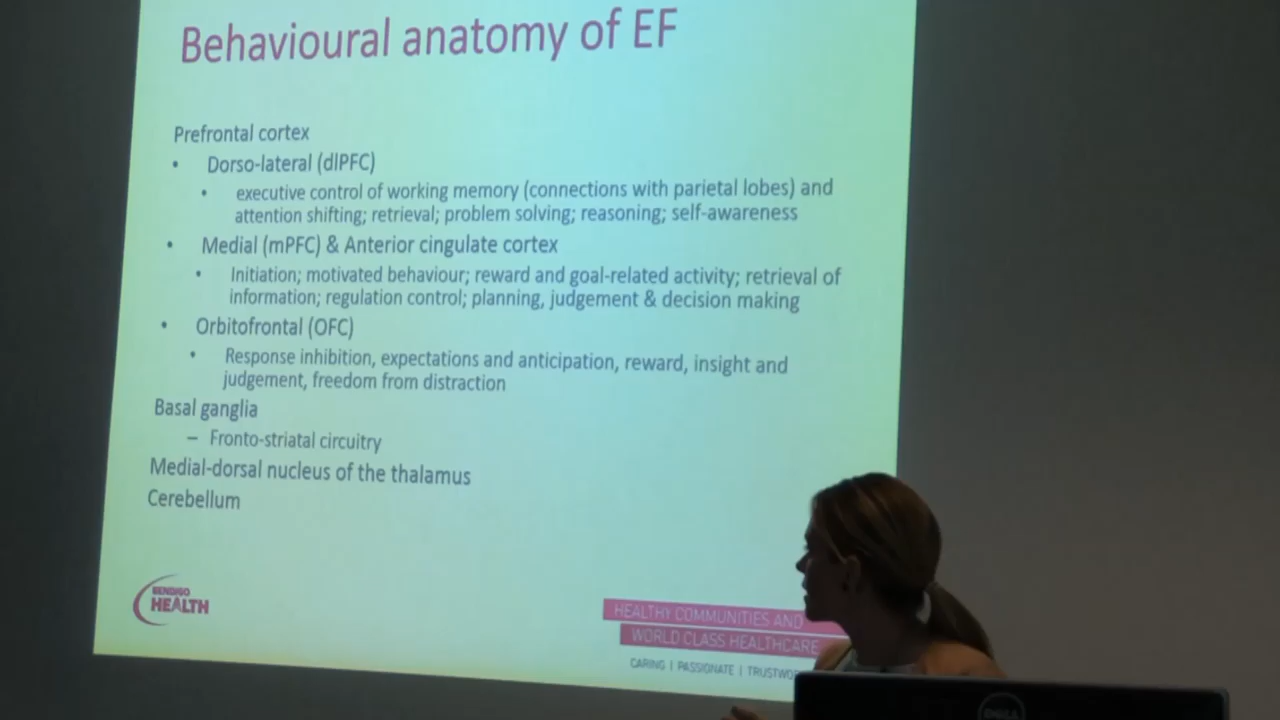 Behavioural anatomy of EF
Prefrontal cortex
• Dorso-lateral (dlPFC)
• executive control of working memory (connections with parietal lobes) and
attention shifting; retrieval; problem solving; reasoning; self-awareness
• Medial (mPFC) & Anterior cingulate cortex
• Initiation; motivated behaviour; reward and goal-related activity; retrieval of
information; regulation control; planning, judgement & decision making
• Orbitofrontal (OFC)
• Response inhibition, expectations and anticipation, reward, insight and
judgement, freedom from distraction
Basal ganglia
– Fronto-striatal circuitry
Medial-dorsal nucleus of the thalamus
Cerebellum
BENDIGO
HEALTH
HEALTHY COMMUNITIES AND
WORLD CLASS HEALTHCARE
CARING | PASSIONATE | TRUSTWO
DELL